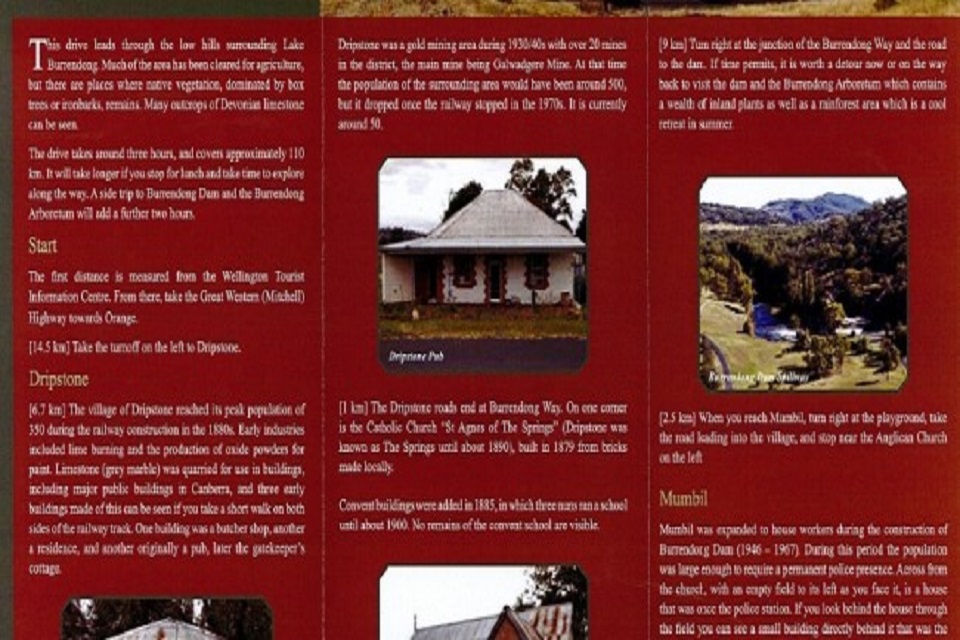 This drive leads through the low hills surrounding Lake
Burrendong. Much of the area has been cleared for agriculture,
but there are places where native vegetation, dominated by box
trees or ironbarks, remains. Many outcrops of Devonian limestone
can be seen.
The drive takes around three hours, and covers approximately 110
km. It will take longer if you stop for lunch and take time to explore
along the way. A side trip to Burrendong Dam and the Burrendong
Arboretum will add a further two hours.
Start
The first distance is measured from the Wellington Tourist
Information Centre. From there, take the Great Western (Mitchell)
Highway towards Orange.
[14.5 km] Take the turnoff on the left to Dripstone.
Dripstone
[6.7 km] The village of Dripstone reached its peak population of
350 during the railway construction in the 1880s. Early industries
included lime burning and the production of oxide powders for
paint. Limestone (grey marble) was quarried for use in buildings,
including major public buildings in Canberra, and three early
buildings made of this can be seen if you take a short walk on both
sides of the railway track. One building was a butcher shop, another
a residence, and another originally a pub, later the gatekeeper's
cottage.
Dripstone was a gold mining area during 1930/40s with over 20 mines
in the district, the main mine being Galwadgere Mine. At that time
the population of the surrounding area would have been around 500,
but it dropped once the railway stopped in the 1970s. It is currently
around 50.
Dripstone Pub
[1 km] The Dripstone roads end at Burrendong Way. On one corner
is the Catholic Church "St Agnes of The Springs" (Dripstone was
known as The Springs until about 1890), built in 1879 from bricks
made locally.
Convent buildings were added in 1885, in which three nuns ran a school
until about 1900. No remains of the convent school are visible.
[9 km] Turn right at the junction of the Burrendong Way and the road
to the dam. If time permits, it is worth a detour now or on the way
back to visit the dam and the Burrendong Arboretum which contains
a wealth of inland plants as well as a rainforest area which is a cool
retreat in summer.
Burrendong Dam Spillway
[2.5 km] When you reach Mumbil, turn right at the playground, take
the road leading into the village, and stop near the Anglican Church
on the left
Mumbil
Mumbil was expanded to house workers during the construction of
Burrendorg Dam (1946 – 1967). During this period the population
was large enough to require a permanent police presence. Across from
the church, with an empty field to its left as you face it, is a house
that was once the police station. If you look behind the house through
the field you can see a small building directly behind it that was the